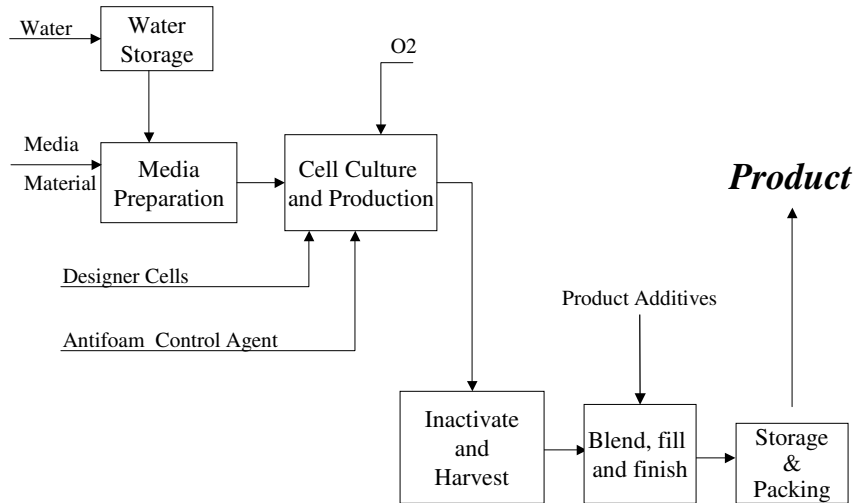 Water
Water
Storage
O2
Media
Material
Media
Preparation
Cell Culture
and Production
Product
Designer Cells
Antifoam Control Agent
Product Additives
Inactivate
and
Harvest
Blend, fill
and finish
Storage
&
Packing